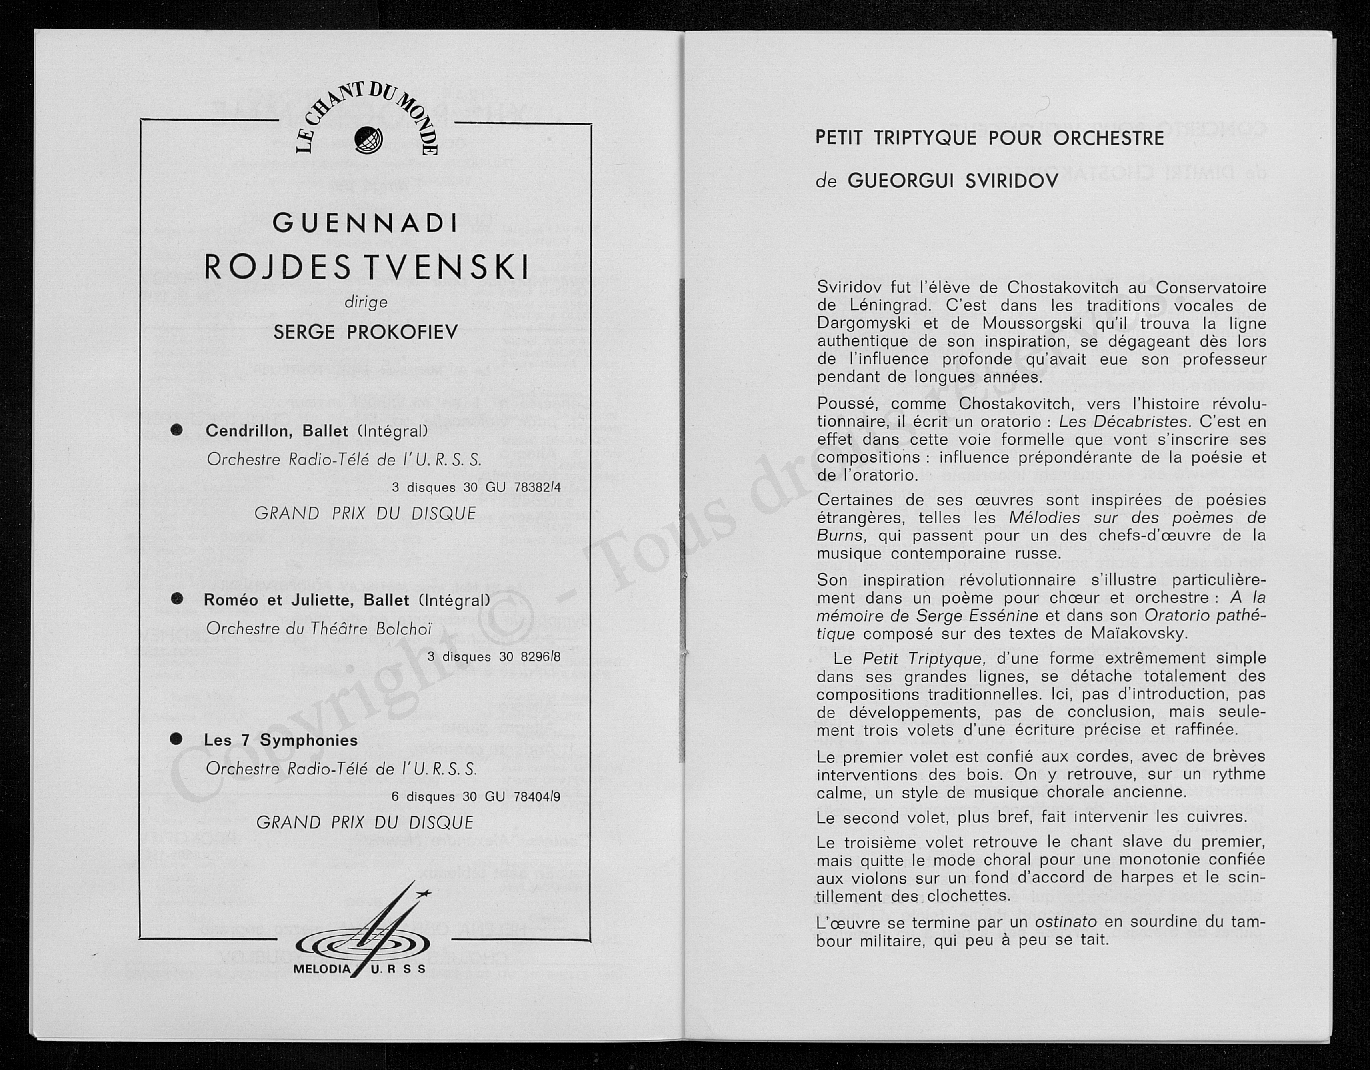 LE CHANT DU MONDE
GUENNADI
ROJDESTVENSKI
dirige
SERGE PROKOFIEV
● Cendrillon, Ballet (Intégral)
Orchestre Radio-Télé de l'U. R. S. S.
3 disques 30 GU 78382/4
GRAND PRIX DU DISQUE
● Roméo et Juliette, Ballet (Intégral)
Orchestre du Théâtre Bolchoï
3 disques 30 8296/8
● Les 7 Symphonies
Orchestre Radio-Télé de l'U. R. S. S.
6 disques 30 GU 78404/9
GRAND PRIX DU DISQUE
MELODIA U. R S S
PETIT TRIPTYQUE POUR ORCHESTRE
de GUEORGUI SVIRIDOV
Sviridov fut l'élève de Chostakovitch au Conservatoire
de Léningrad. C'est dans les traditions vocales de
Dargomyski et de Moussorgski qu'il trouva la ligne
authentique de son inspiration, se dégageant dès lors
de l'influence profonde qu'avait eue son professeur
pendant de longues années.
Poussé, comme Chostakovitch, vers l'histoire révolu-
tionnaire, il écrit un oratorio : Les Décabristes. C'est en
effet dans cette voie formelle que vont s'inscrire ses
compositions : influence prépondérante de la poésie et
de l'oratorio.
Certaines de ses œuvres sont inspirées de poésies
étrangères, telles les Mélodies sur des poèmes de
Burns, qui passent pour un des chefs-d'œuvre de la
musique contemporaine russe.
Son inspiration révolutionnaire s'illustre particulière-
ment dans un poème pour chœur et orchestre : A la
mémoire de Serge Essénine et dans son Oratorio pathé-
tique composé sur des textes de Maïakovsky.
Le Petit Triptyque, d'une forme extrêmement simple
dans ses grandes lignes, se détache totalement des
compositions traditionnelles. Ici, pas d'introduction, pas
de développements, pas de conclusion, mais seule-
ment trois volets d'une écriture précise et raffinée.
Le premier volet est confié aux cordes, avec de brèves
interventions des bois. On y retrouve, sur un rythme
calme, un style de musique chorale ancienne.
Le second volet, plus bref, fait intervenir les cuivres.
Le troisième volet retrouve le chant slave du premier,
mais quitte le mode choral pour une monotonie confiée
aux violons sur un fond d'accord de harpes et le scin-
tillement des clochettes.
L'œuvre se termine par un ostinato en sourdine du tam-
bour militaire, qui peu à peu se tait.
Copyright © - Tous droits